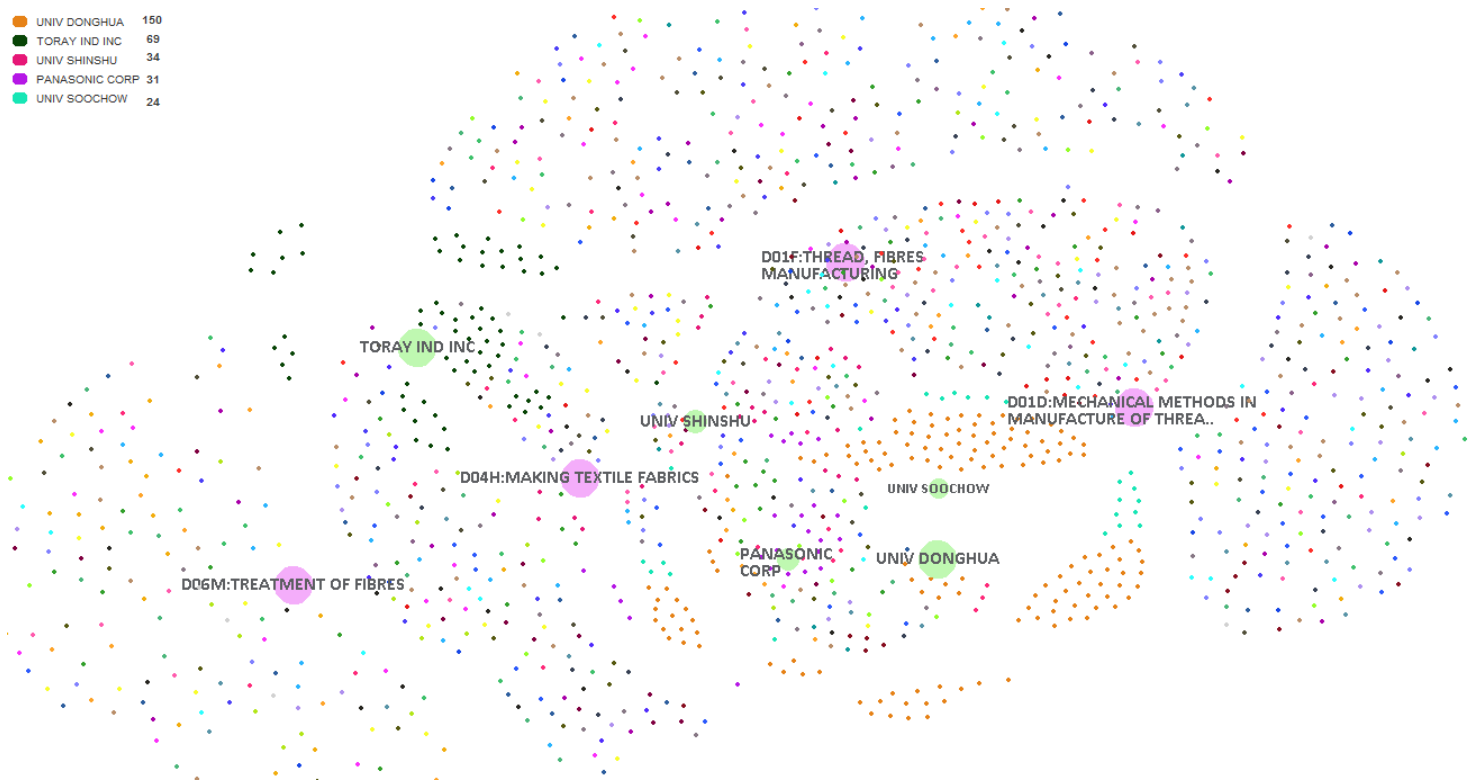 UNIV DONGHUA 150
TORAY IND INC 69
UNIV SHINSHU 34
PANASONIC CORP 31
UNIV SOOCHOW 24
D01F:THREAD, FIBRES
MANUFACTURING
TORAY IND INC
D01D:MECHANICAL METHODS IN
MANUFACTURE OF THREA..
UNIV SHINSHU
D04H:MAKING TEXTILE FABRICS
UNIV SOOCHOW
PANASONIC
CORP
UNIV DONGHUA
D06M:TREATMENT OF FIBRES